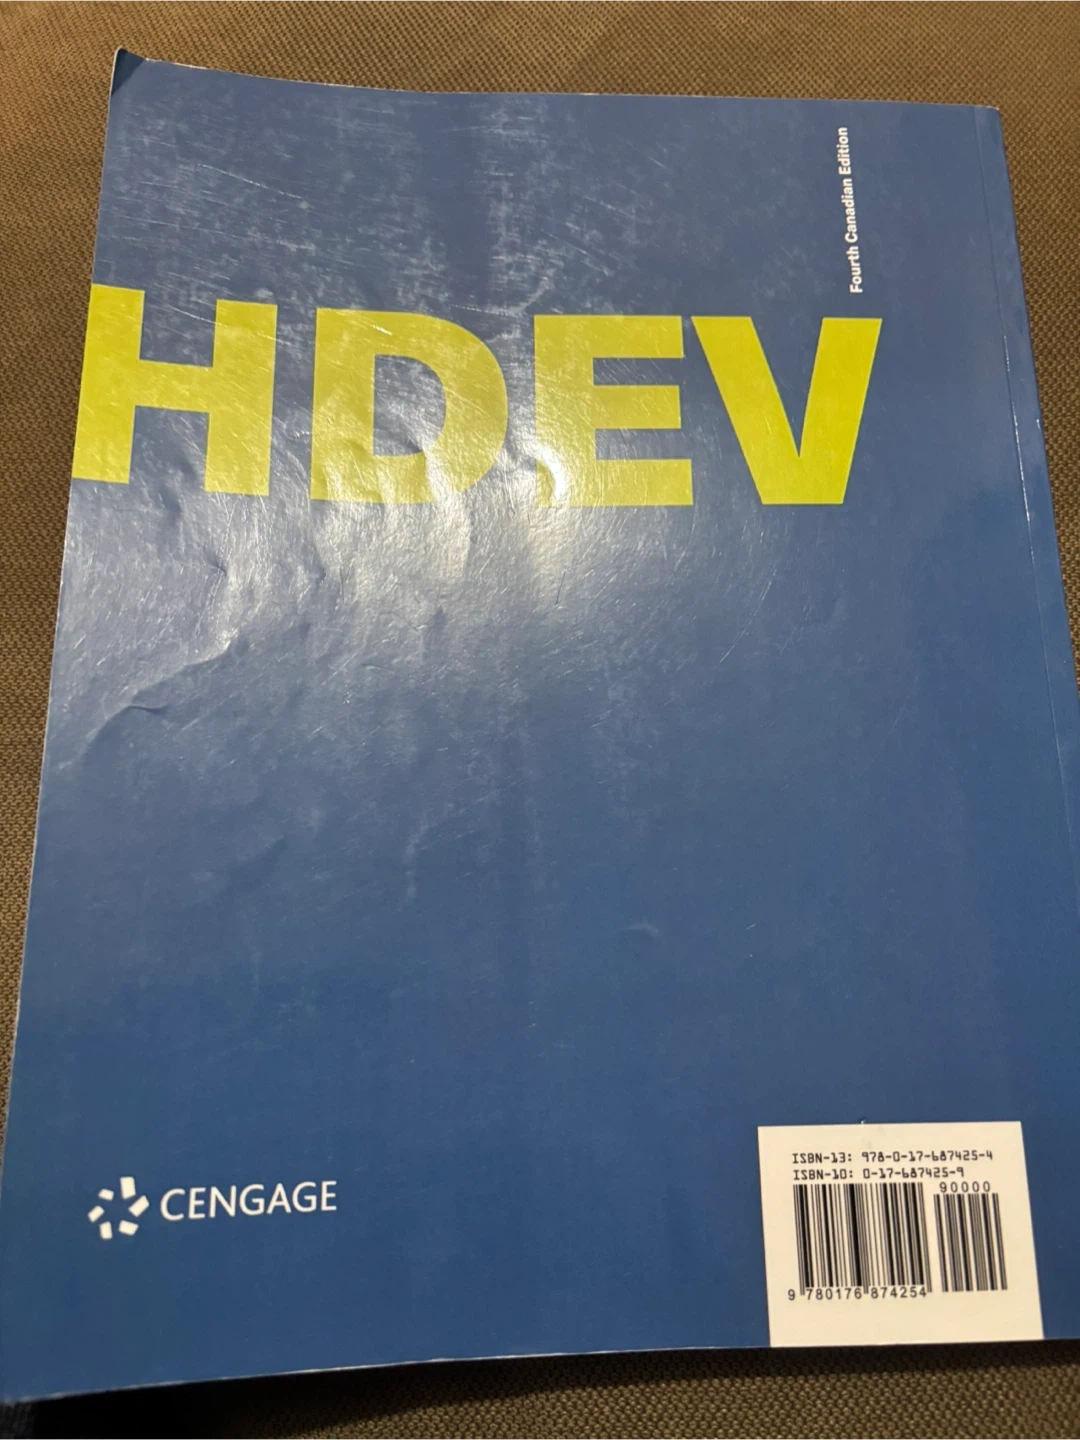 Fourth Canadian Edition
HDEV
CENGAGE
ISBN-13: 978-0-17-687425-4
ISBN-10: 0-17-687425-9
90000
9 780176 874254